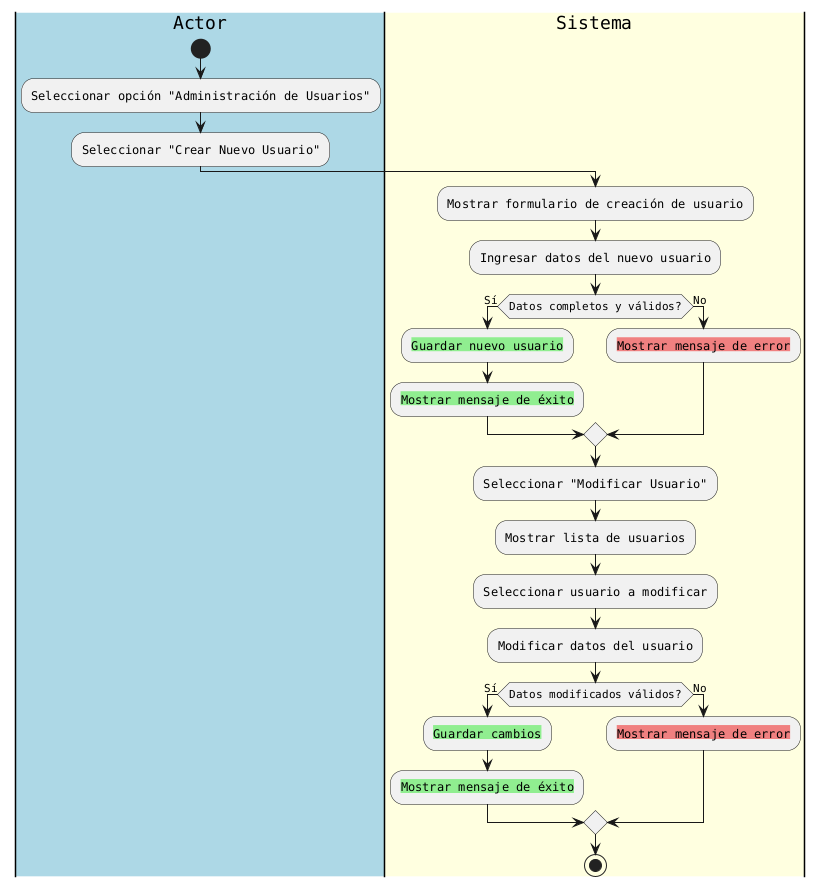 Actor
Sistema
Seleccionar opción "Administración de Usuarios"
Seleccionar "Crear Nuevo Usuario"
Mostrar formulario de creación de usuario
Ingresar datos del nuevo usuario
Sí
Datos completos y válidos?
No
Guardar nuevo usuario
Mostrar mensaje de error
Mostrar mensaje de éxito
Seleccionar "Modificar Usuario"
Mostrar lista de usuarios
Seleccionar usuario a modificar
Modificar datos del usuario
Sí
Datos modificados válidos?
No
Guardar cambios
Mostrar mensaje de error
Mostrar mensaje de éxito